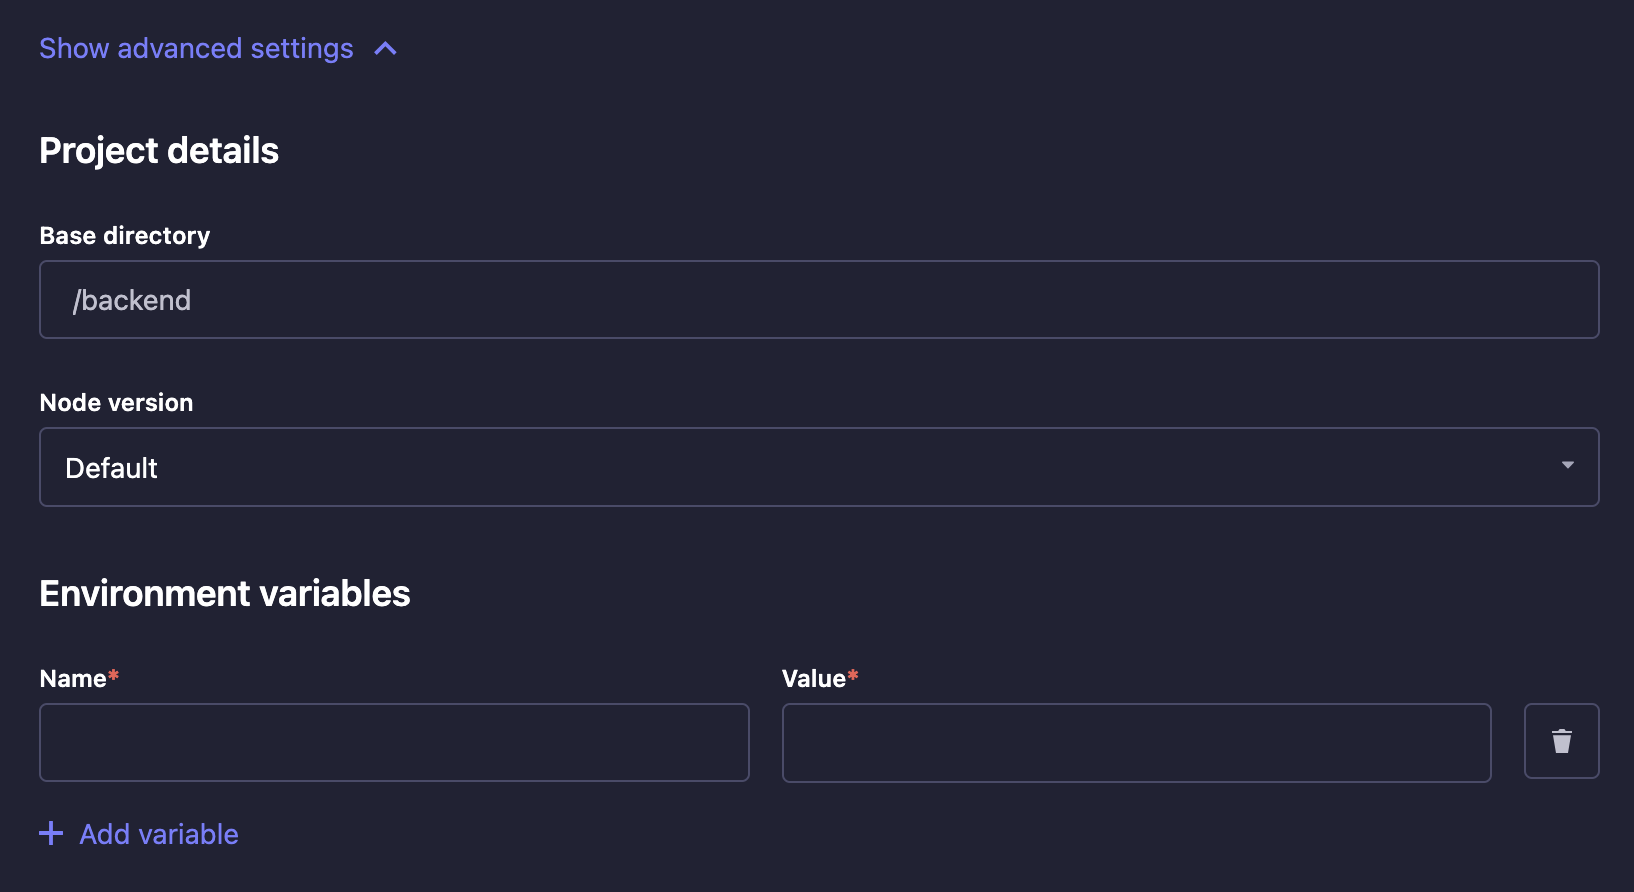 Show advanced settings
Project details
Base directory
/backend
Node version
Default
Environment variables
Name* Value*
Add variable